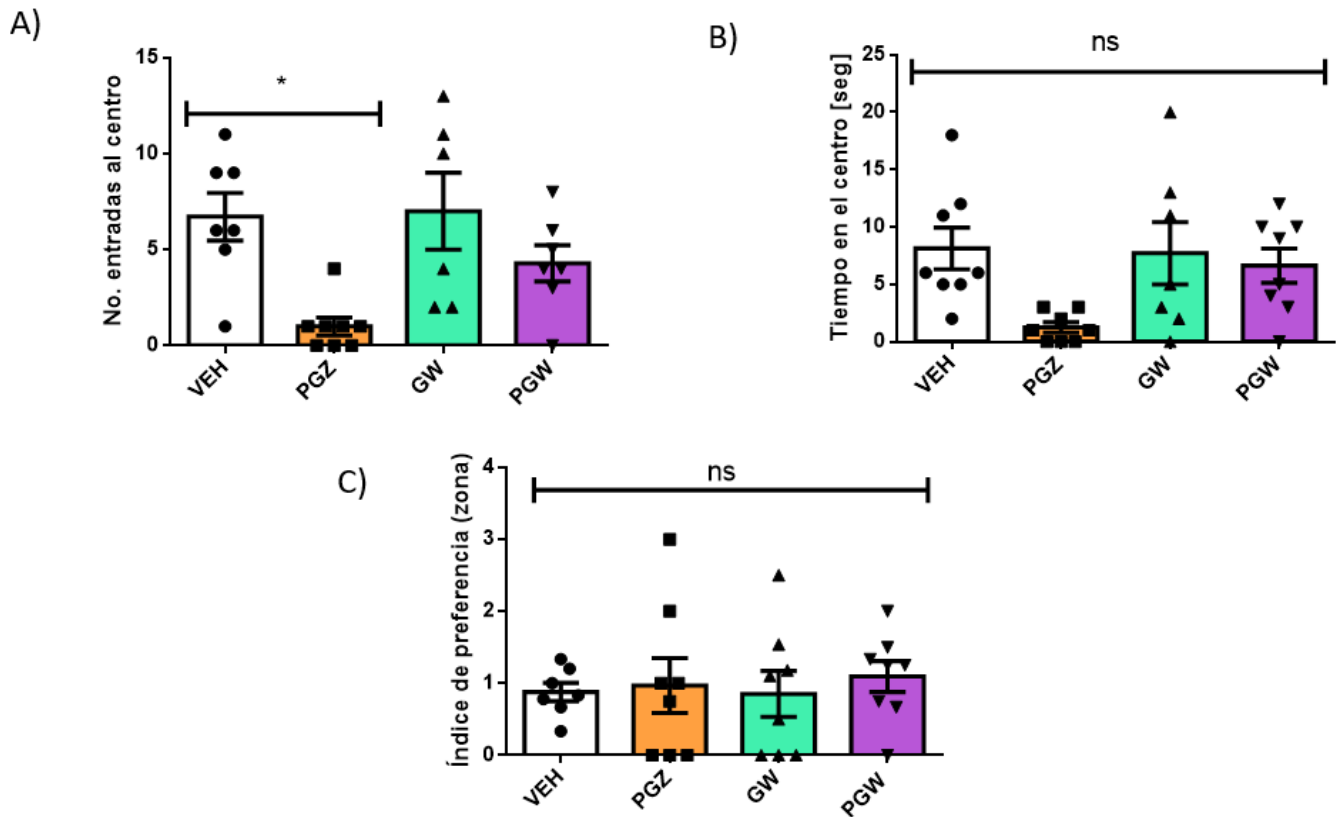 A)
No. entradas al centro
15
10
5
0
*
VEH
PGZ
GW
PGW
B)
Tiempo en el centro [seg]
25
20
15
10
5
0
ns
VEH
PGZ
GW
PGW
C)
Índice de preferencia (zona)
4
3
2
1
0
ns
VEH
PGZ
GW
PGW